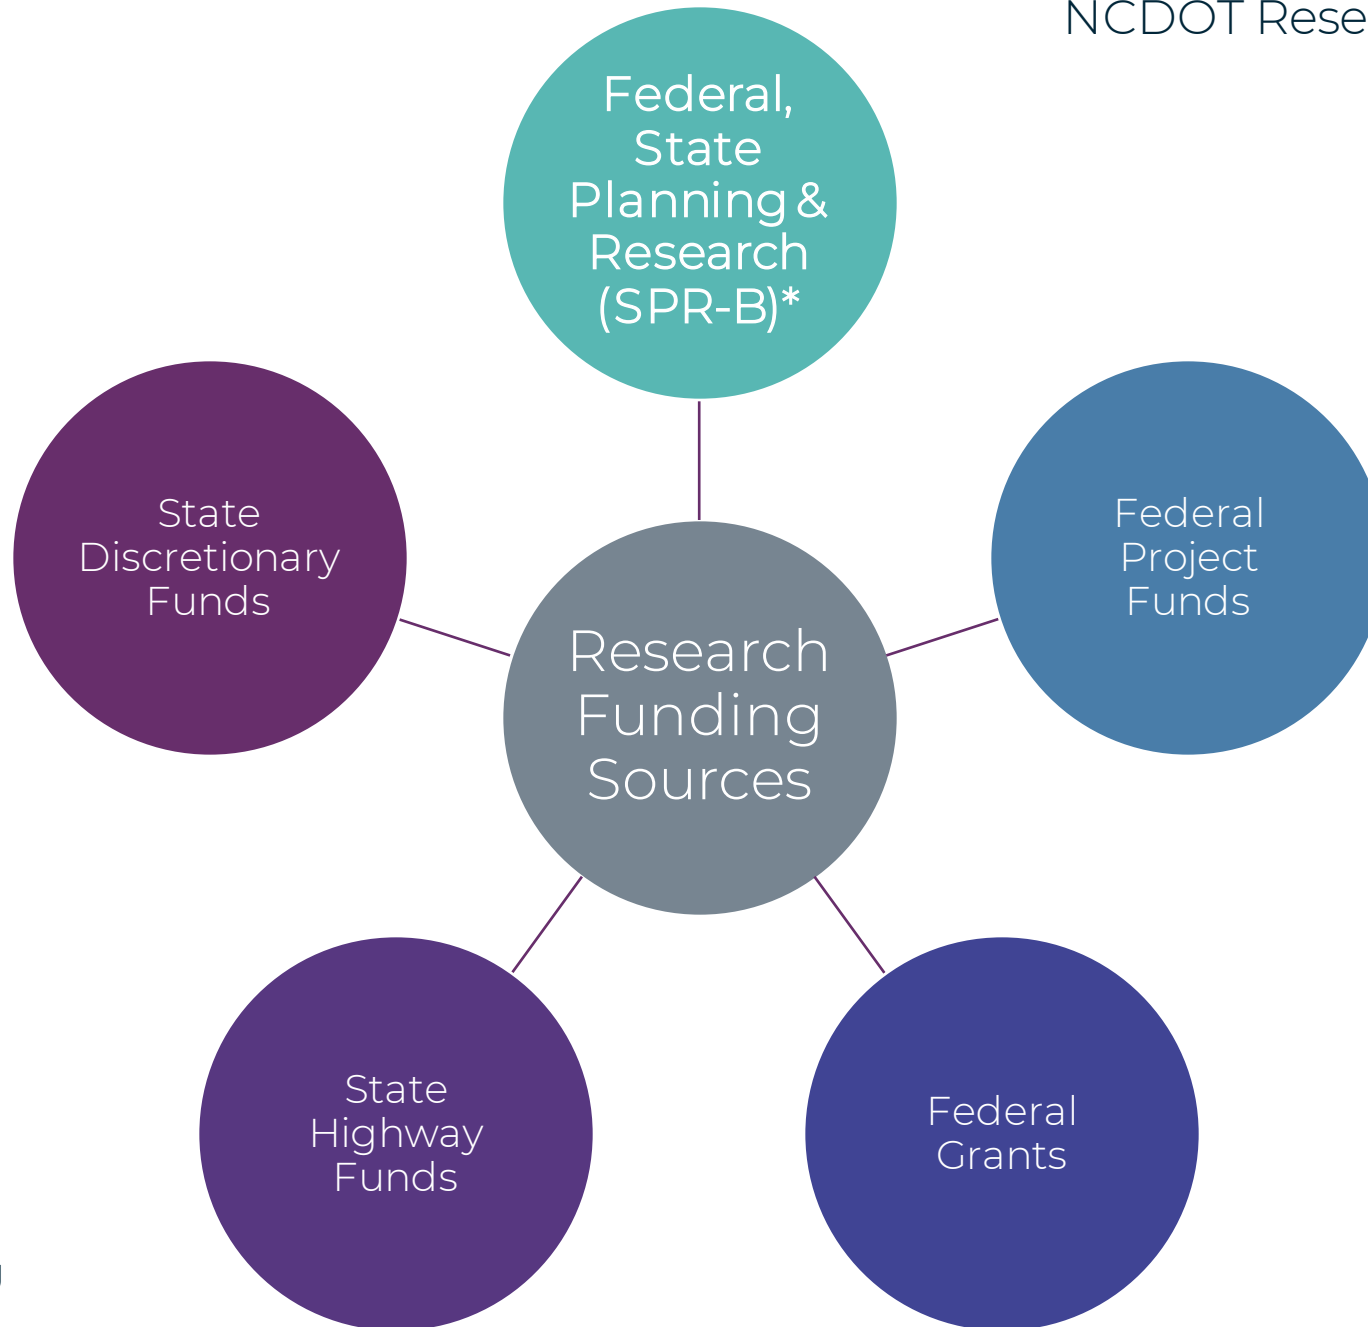 NCDOT
Federal,
State
Planning &
Research
(SPR-B)*
State
Discretionary
Funds
Federal
Project
Funds
Research
Funding
Sources
State
Highway
Funds
Federal
Grants